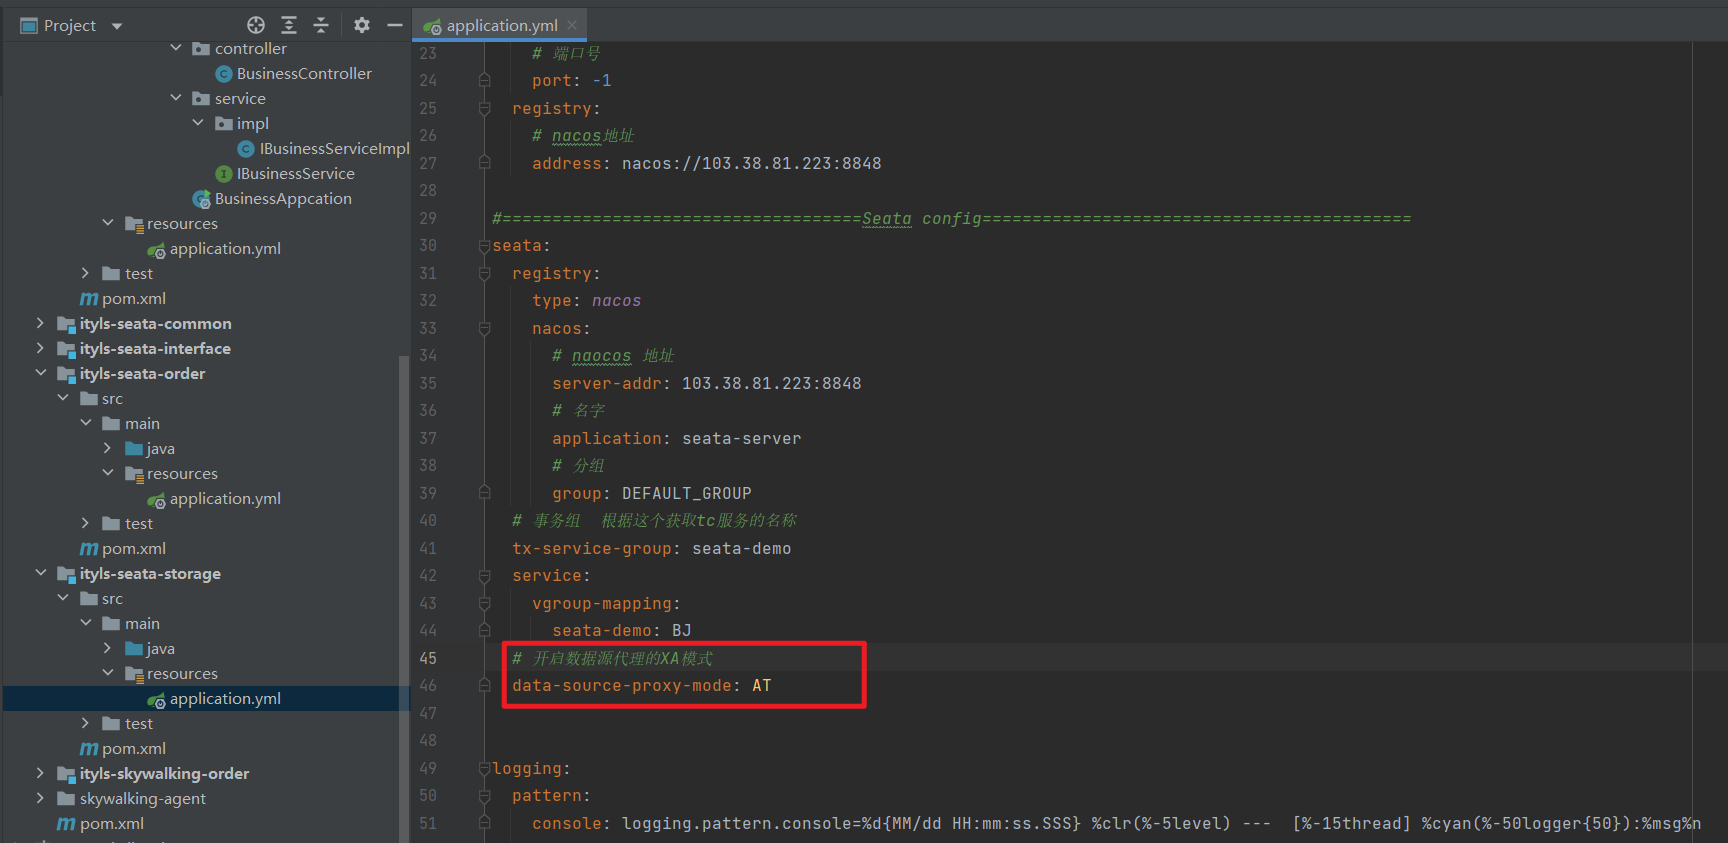 Project
controller
BusinessController
service
impl
IBusinessServiceImpl
IBusinessService
BusinessAppcation
resources
application.yml
test
pom.xml
ityls-seata-common
ityls-seata-interface
ityls-seata-order
src
main
java
resources
application.yml
test
pom.xml
ityls-seata-storage
src
main
java
resources
application.yml
test
pom.xml
ityls-skywalking-order
skywalking-agent
pom.xml
application.yml
23 # 端口号
24 port: -1
25 registry:
26 # nacos地址
27 address: nacos://103.38.81.223:8848
28
29 #====================================Seata config===========================================
30 seata:
31 registry:
32 type: nacos
33 nacos:
34 # naocos 地址
35 server-addr: 103.38.81.223:8848
36 # 名字
37 application: seata-server
38 # 分组
39 group: DEFAULT_GROUP
40 # 事务组  根据这个获取tc服务的名称
41 tx-service-group: seata-demo
42 service:
43 vgroup-mapping:
44 seata-demo: BJ
45 # 开启数据源代理的XA模式
46 data-source-proxy-mode: AT
47
48
49 logging:
50 pattern:
51 console: logging.pattern.console=%d{MM/dd HH:mm:ss.SSS} %clr(%-5level) ---  [%-15thread] %cyan(%-50logger{50}):%msg%n